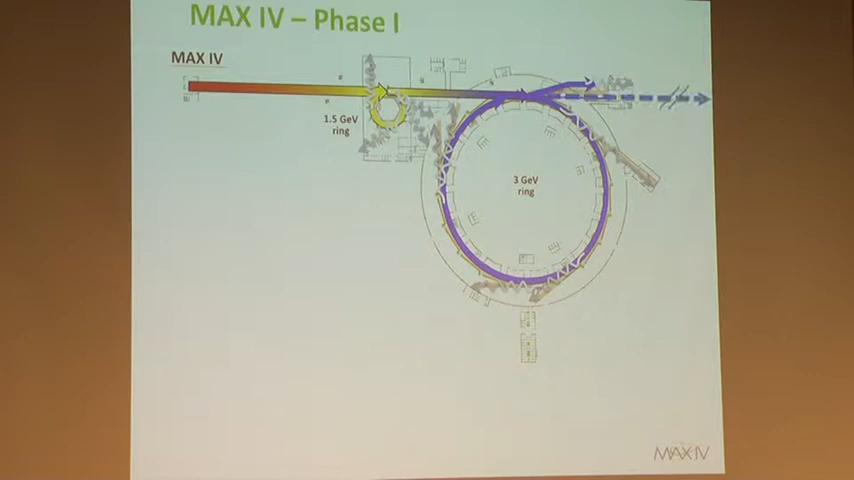 MAX IV – Phase I
MAX IV
1.5 GeV
ring
3 GeV
ring
MAX IV